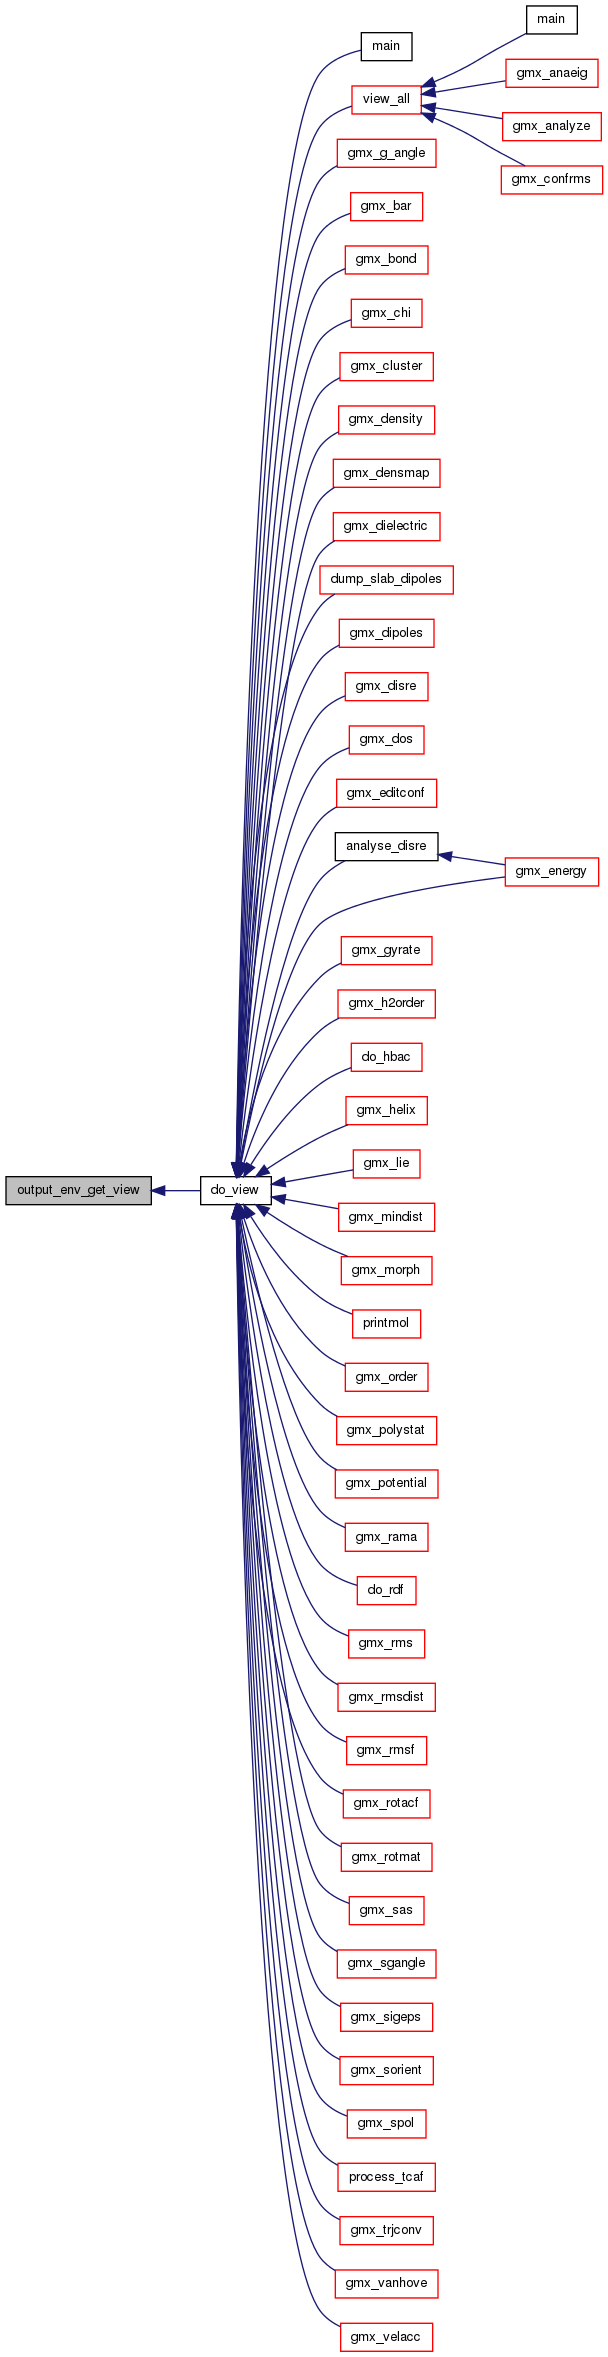 main
main
view_all
gmx_anaeig
gmx_analyze
gmx_g_angle
gmx_confrms
gmx_bar
gmx_bond
gmx_chi
gmx_cluster
gmx_density
gmx_densmap
gmx_dielectric
dump_slab_dipoles
gmx_dipoles
gmx_disre
gmx_dos
gmx_editconf
analyse_disre
gmx_energy
gmx_gyrate
gmx_h2order
do_hbac
gmx_helix
gmx_lie
output_env_get_view
do_view
gmx_mindist
gmx_morph
printmol
gmx_order
gmx_polystat
gmx_potential
gmx_rama
do_rdf
gmx_rms
gmx_rmsdist
gmx_rmsf
gmx_rotacf
gmx_rotmat
gmx_sas
gmx_sgangle
gmx_sigeps
gmx_sorient
gmx_spol
process_tcaf
gmx_trjconv
gmx_vanhove
gmx_velacc